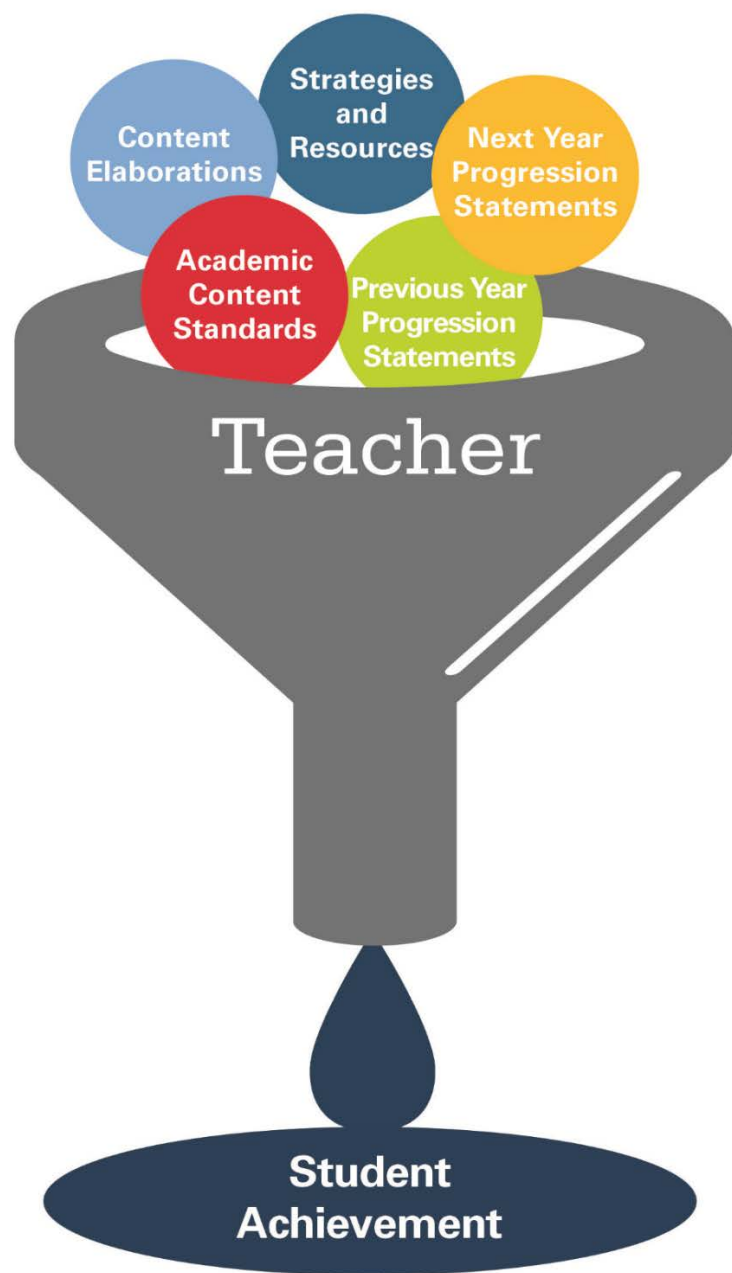 Strategies
and
Resources
Content
Elaborations
Next Year
Progression
Statements
Academic
Content
Standards
Previous Year
Progression
Statements
Teacher
Student
Achievement